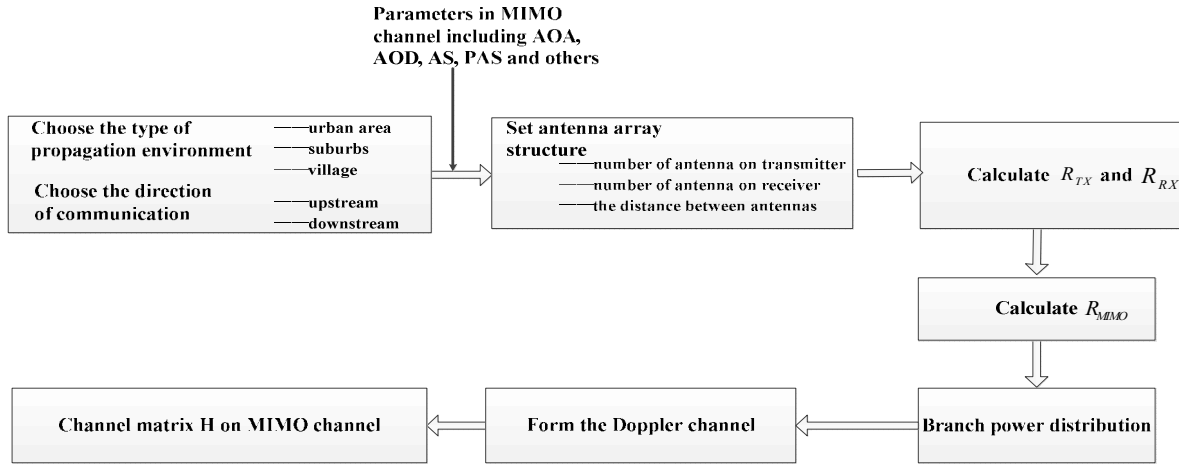 Parameters in MIMO
channel including AOA,
AOD, AS, PAS and others
Choose the type of
propagation environment
——urban area
——suburbs
——village
Choose the direction
of communication
——upstream
——downstream
Set antenna array
structure
——number of antenna on transmitter
——number of antenna on receiver
——the distance between antennas
Calculate R_TX and R_RX
Calculate R_MIMO
Branch power distribution
Form the Doppler channel
Channel matrix H on MIMO channel